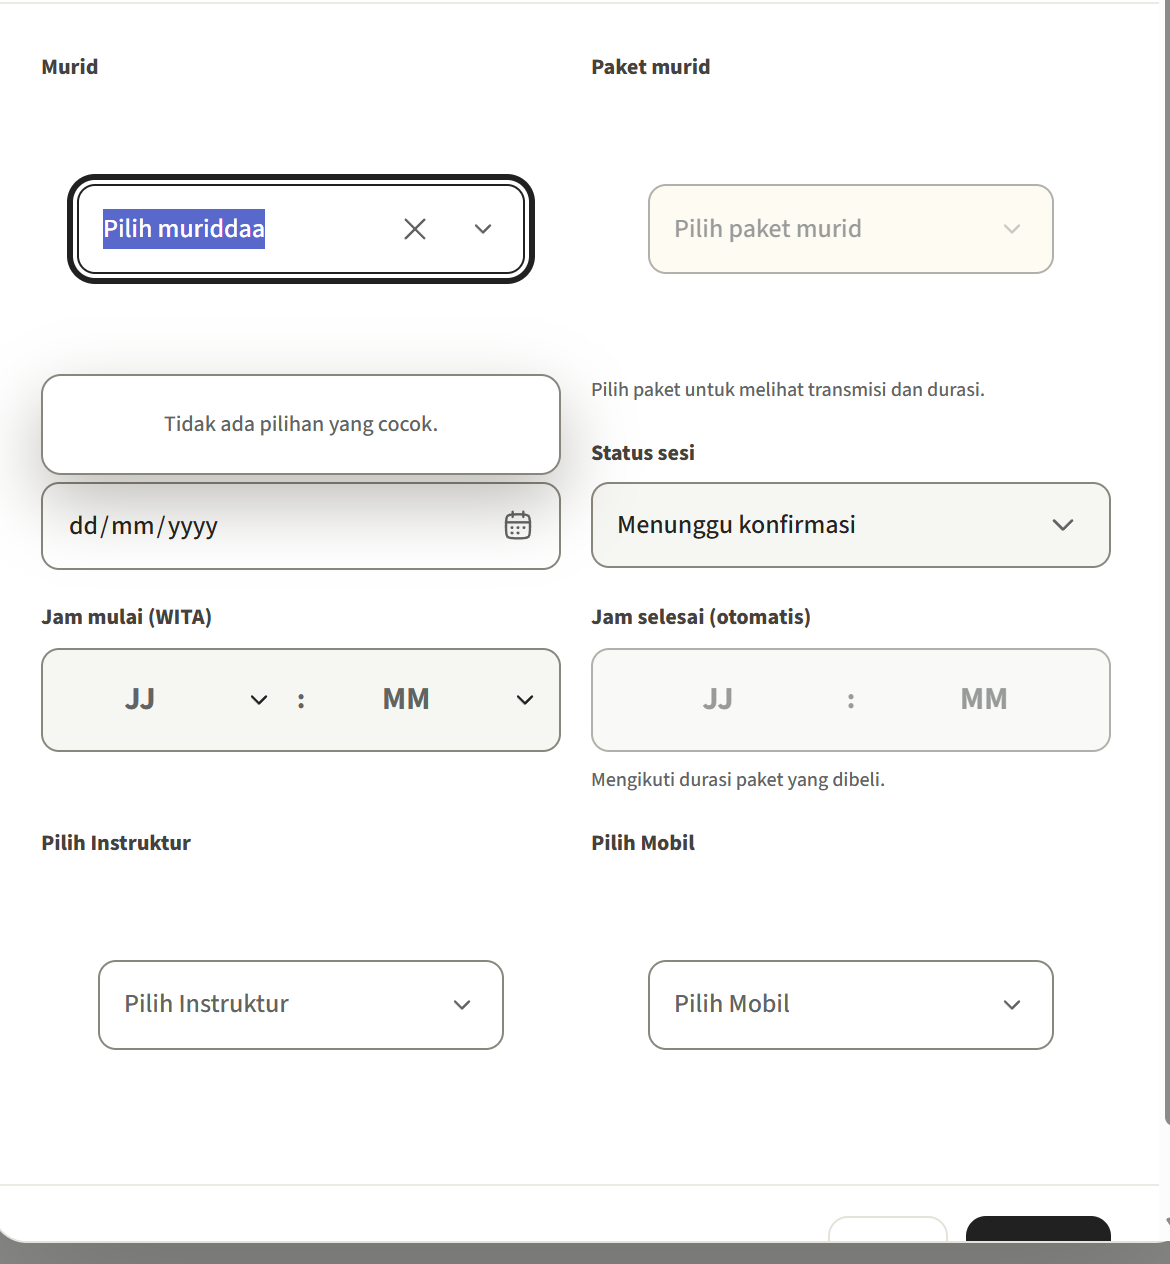 Murid
Paket murid
Pilih muriddaa
Pilih paket murid
Tidak ada pilihan yang cocok.
Pilih paket untuk melihat transmisi dan durasi.
Status sesi
dd/mm/yyyy
Menunggu konfirmasi
Jam mulai (WITA)
Jam selesai (otomatis)
JJ : MM
JJ : MM
Mengikuti durasi paket yang dibeli.
Pilih Instruktur
Pilih Mobil
Pilih Instruktur
Pilih Mobil